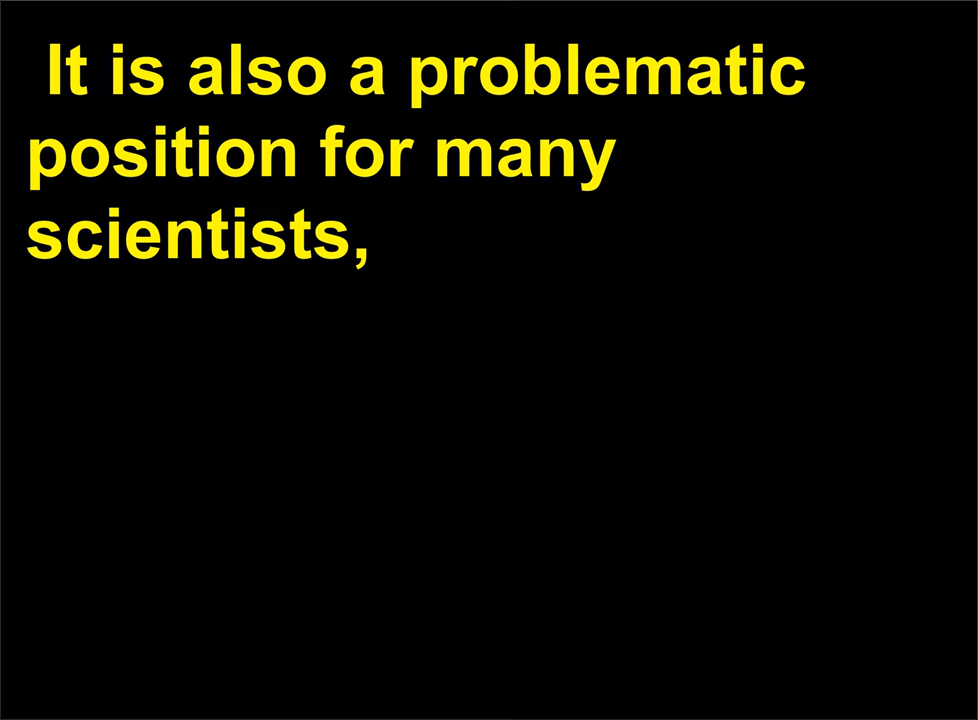 It is also a problematic
position for many
scientists,